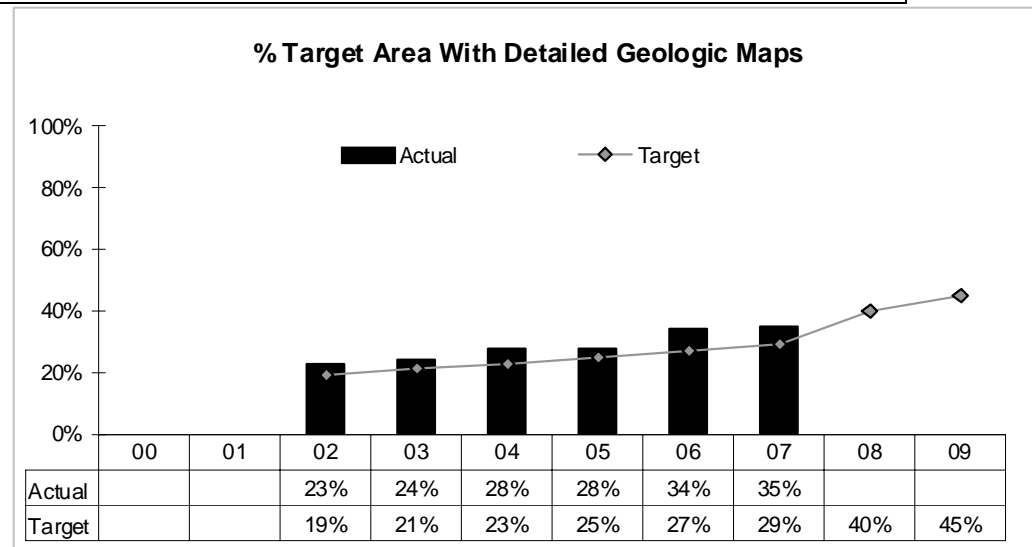 % Target Area With Detailed Geologic Maps
100%
Actual Target
80%
60%
40%
20%
0%
00 01 02 03 04 05 06 07 08 09
Actual 23% 24% 28% 28% 34% 35%
Target 19% 21% 23% 25% 27% 29% 40% 45%